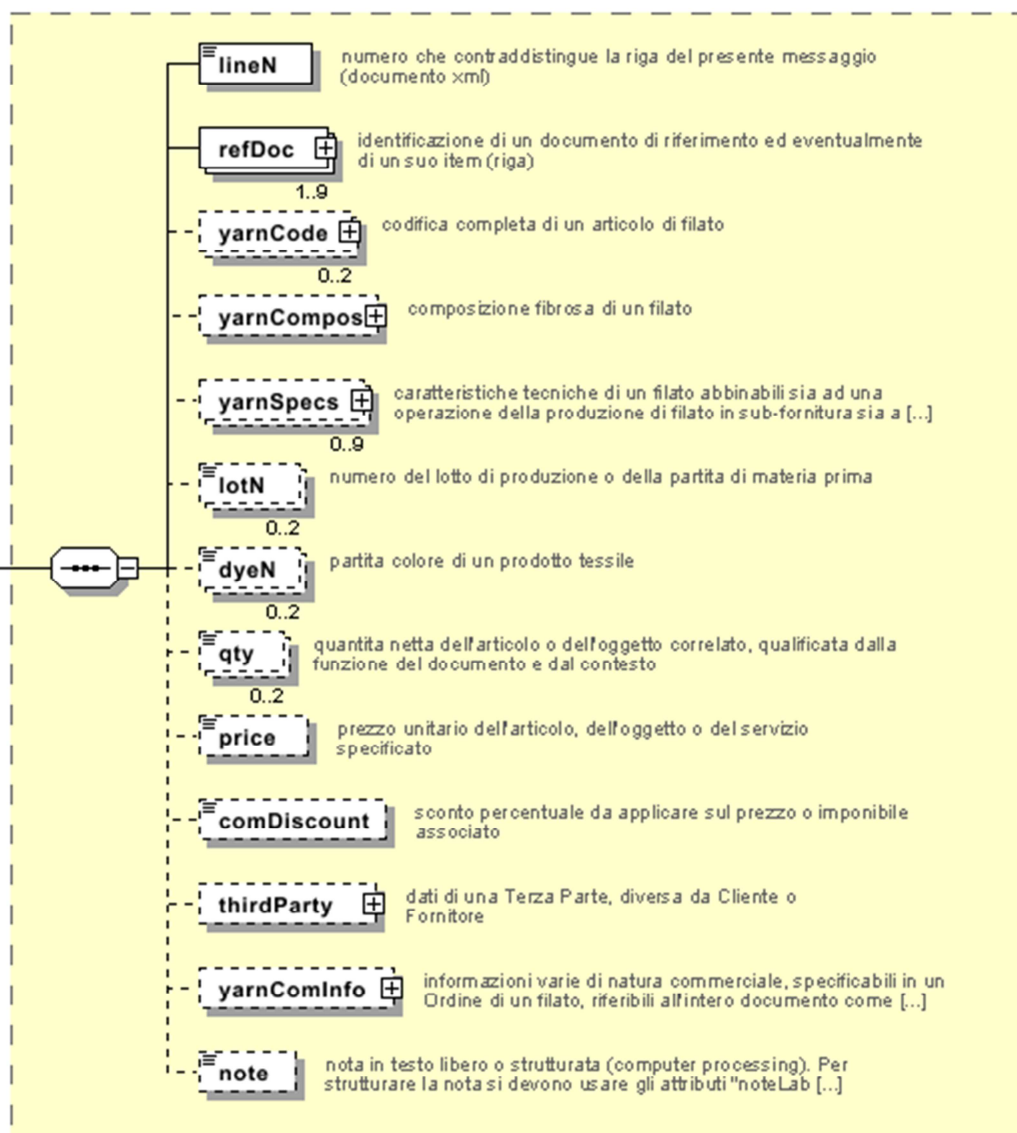 lineN
numero che contraddistingue la riga del presente messaggio
(documento xml)
refDoc
identificazione di un documento di riferimento ed eventualmente
di un suo item (riga)
1..9
yarnCode
codifica completa di un articolo di filato
0..2
yarnCompos
composizione fibrosa di un filato
yarnSpecs
caratteristiche tecniche di un filato abbinabili sia ad una
operazione della produzione di filato in sub-fornitura sia a [...]
0..9
lotN
numero del lotto di produzione o della partita di materia prima
0..2
dyeN
partita colore di un prodotto tessile
0..2
qty
quantita netta dell'articolo o dell'oggetto correlato, qualificata dalla
funzione del documento e dal contesto
0..2
price
prezzo unitario dell'articolo, dell'oggetto o del servizio
specificato
comDiscount
sconto percentuale da applicare sul prezzo o imponibile
associato
thirdParty
dati di una Terza Parte, diversa da Cliente o
Fornitore
yarnComInfo
informazioni varie di natura commerciale, specificabili in un
Ordine di un filato, riferibili all'intero documento come [...]
note
nota in testo libero o strutturata (computer processing). Per
strutturare la nota si devono usare gli attributi "noteLab [...]